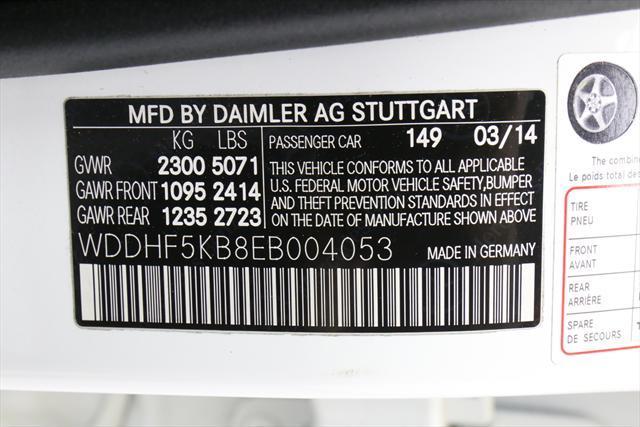 MFD BY DAIMLER AG STUTTGART
KG LBS PASSENGER CAR 149 03/14
GVWR 2300 5071
GAWR FRONT 1095 2414
GAWR REAR 1235 2723
THIS VEHICLE CONFORMS TO ALL APPLICABLE
U.S. FEDERAL MOTOR VEHICLE SAFETY,BUMPER
AND THEFT PREVENTION STANDARDS IN EFFECT
ON THE DATE OF MANUFACTURE SHOWN ABOVE.
WDDHF5KB8EB004053 MADE IN GERMANY
The combine
Le poids total
TIRE
PNEU
FRONT
AVANT
REAR
ARRIÈRE
SPARE
DE SECOURS